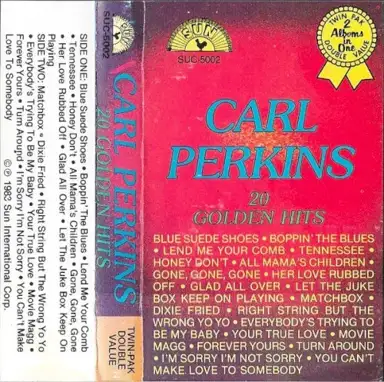 SIDE ONE: Blue Suede Shoes • Boppin' The Blues • Lend Me Your Comb
• Tennessee • Honey Don't • All Mama's Children • Gone, Gone, Gone
• Her Love Rubbed Off • Glad All Over • Let The Juke Box Keep On
Playing
SIDE TWO: Matchbox • Dixie Fried • Right String But The Wrong Yo Yo
• Everybody's Trying To Be My Baby • Your True Love • Movie Magg •
Forever Yours • Turn Around • I'm Sorry I'm Not Sorry • You Can't Make
Love To Somebody
© ℗ 1983 Sun International Corp.
SUN
SUC-5002
CARL PERKINS
20 GOLDEN HITS
TWIN-PAK
DOUBLE
VALUE
SUN
SUC-5002
TWIN PAK
2
Albums
in
One
DOUBLE VALUE
CARL
PERKINS
20
GOLDEN HITS
BLUE SUEDE SHOES • BOPPIN' THE BLUES
• LEND ME YOUR COMB • TENNESSEE •
HONEY DON'T • ALL MAMA'S CHILDREN •
GONE, GONE, GONE • HER LOVE RUBBED
OFF • GLAD ALL OVER • LET THE JUKE
BOX KEEP ON PLAYING • MATCHBOX •
DIXIE FRIED • RIGHT STRING BUT THE
WRONG YO YO • EVERYBODY'S TRYING TO
BE MY BABY • YOUR TRUE LOVE • MOVIE
MAGG • FOREVER YOURS • TURN AROUND
• I'M SORRY I'M NOT SORRY • YOU CAN'T
MAKE LOVE TO SOMEBODY